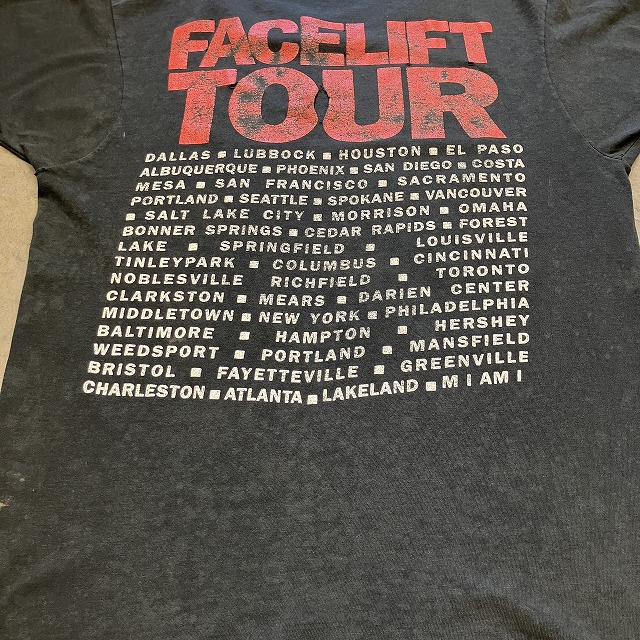 FACELIFT
TOUR
DALLAS ■ LUBBOCK ■ HOUSTON ■ EL PASO
ALBUQUERQUE ■ PHOENIX ■ SAN DIEGO ■ COSTA
MESA ■ SAN FRANCISCO ■ SACRAMENTO
PORTLAND ■ SEATTLE ■ SPOKANE ■ VANCOUVER
■ SALT LAKE CITY ■ MORRISON ■ OMAHA
BONNER SPRINGS ■ CEDAR RAPIDS ■ FOREST
LAKE ■ SPRINGFIELD ■ LOUISVILLE
TINLEYPARK ■ COLUMBUS ■ CINCINNATI
NOBLESVILLE RICHFIELD ■ TORONTO
CLARKSTON ■ MEARS ■ DARIEN CENTER
MIDDLETOWN ■ NEW YORK ■ PHILADELPHIA
BALTIMORE ■ HAMPTON ■ HERSHEY
WEEDSPORT ■ PORTLAND ■ MANSFIELD
BRISTOL ■ FAYETTEVILLE ■ GREENVILLE
CHARLESTON ■ ATLANTA ■ LAKELAND ■ MIAMI